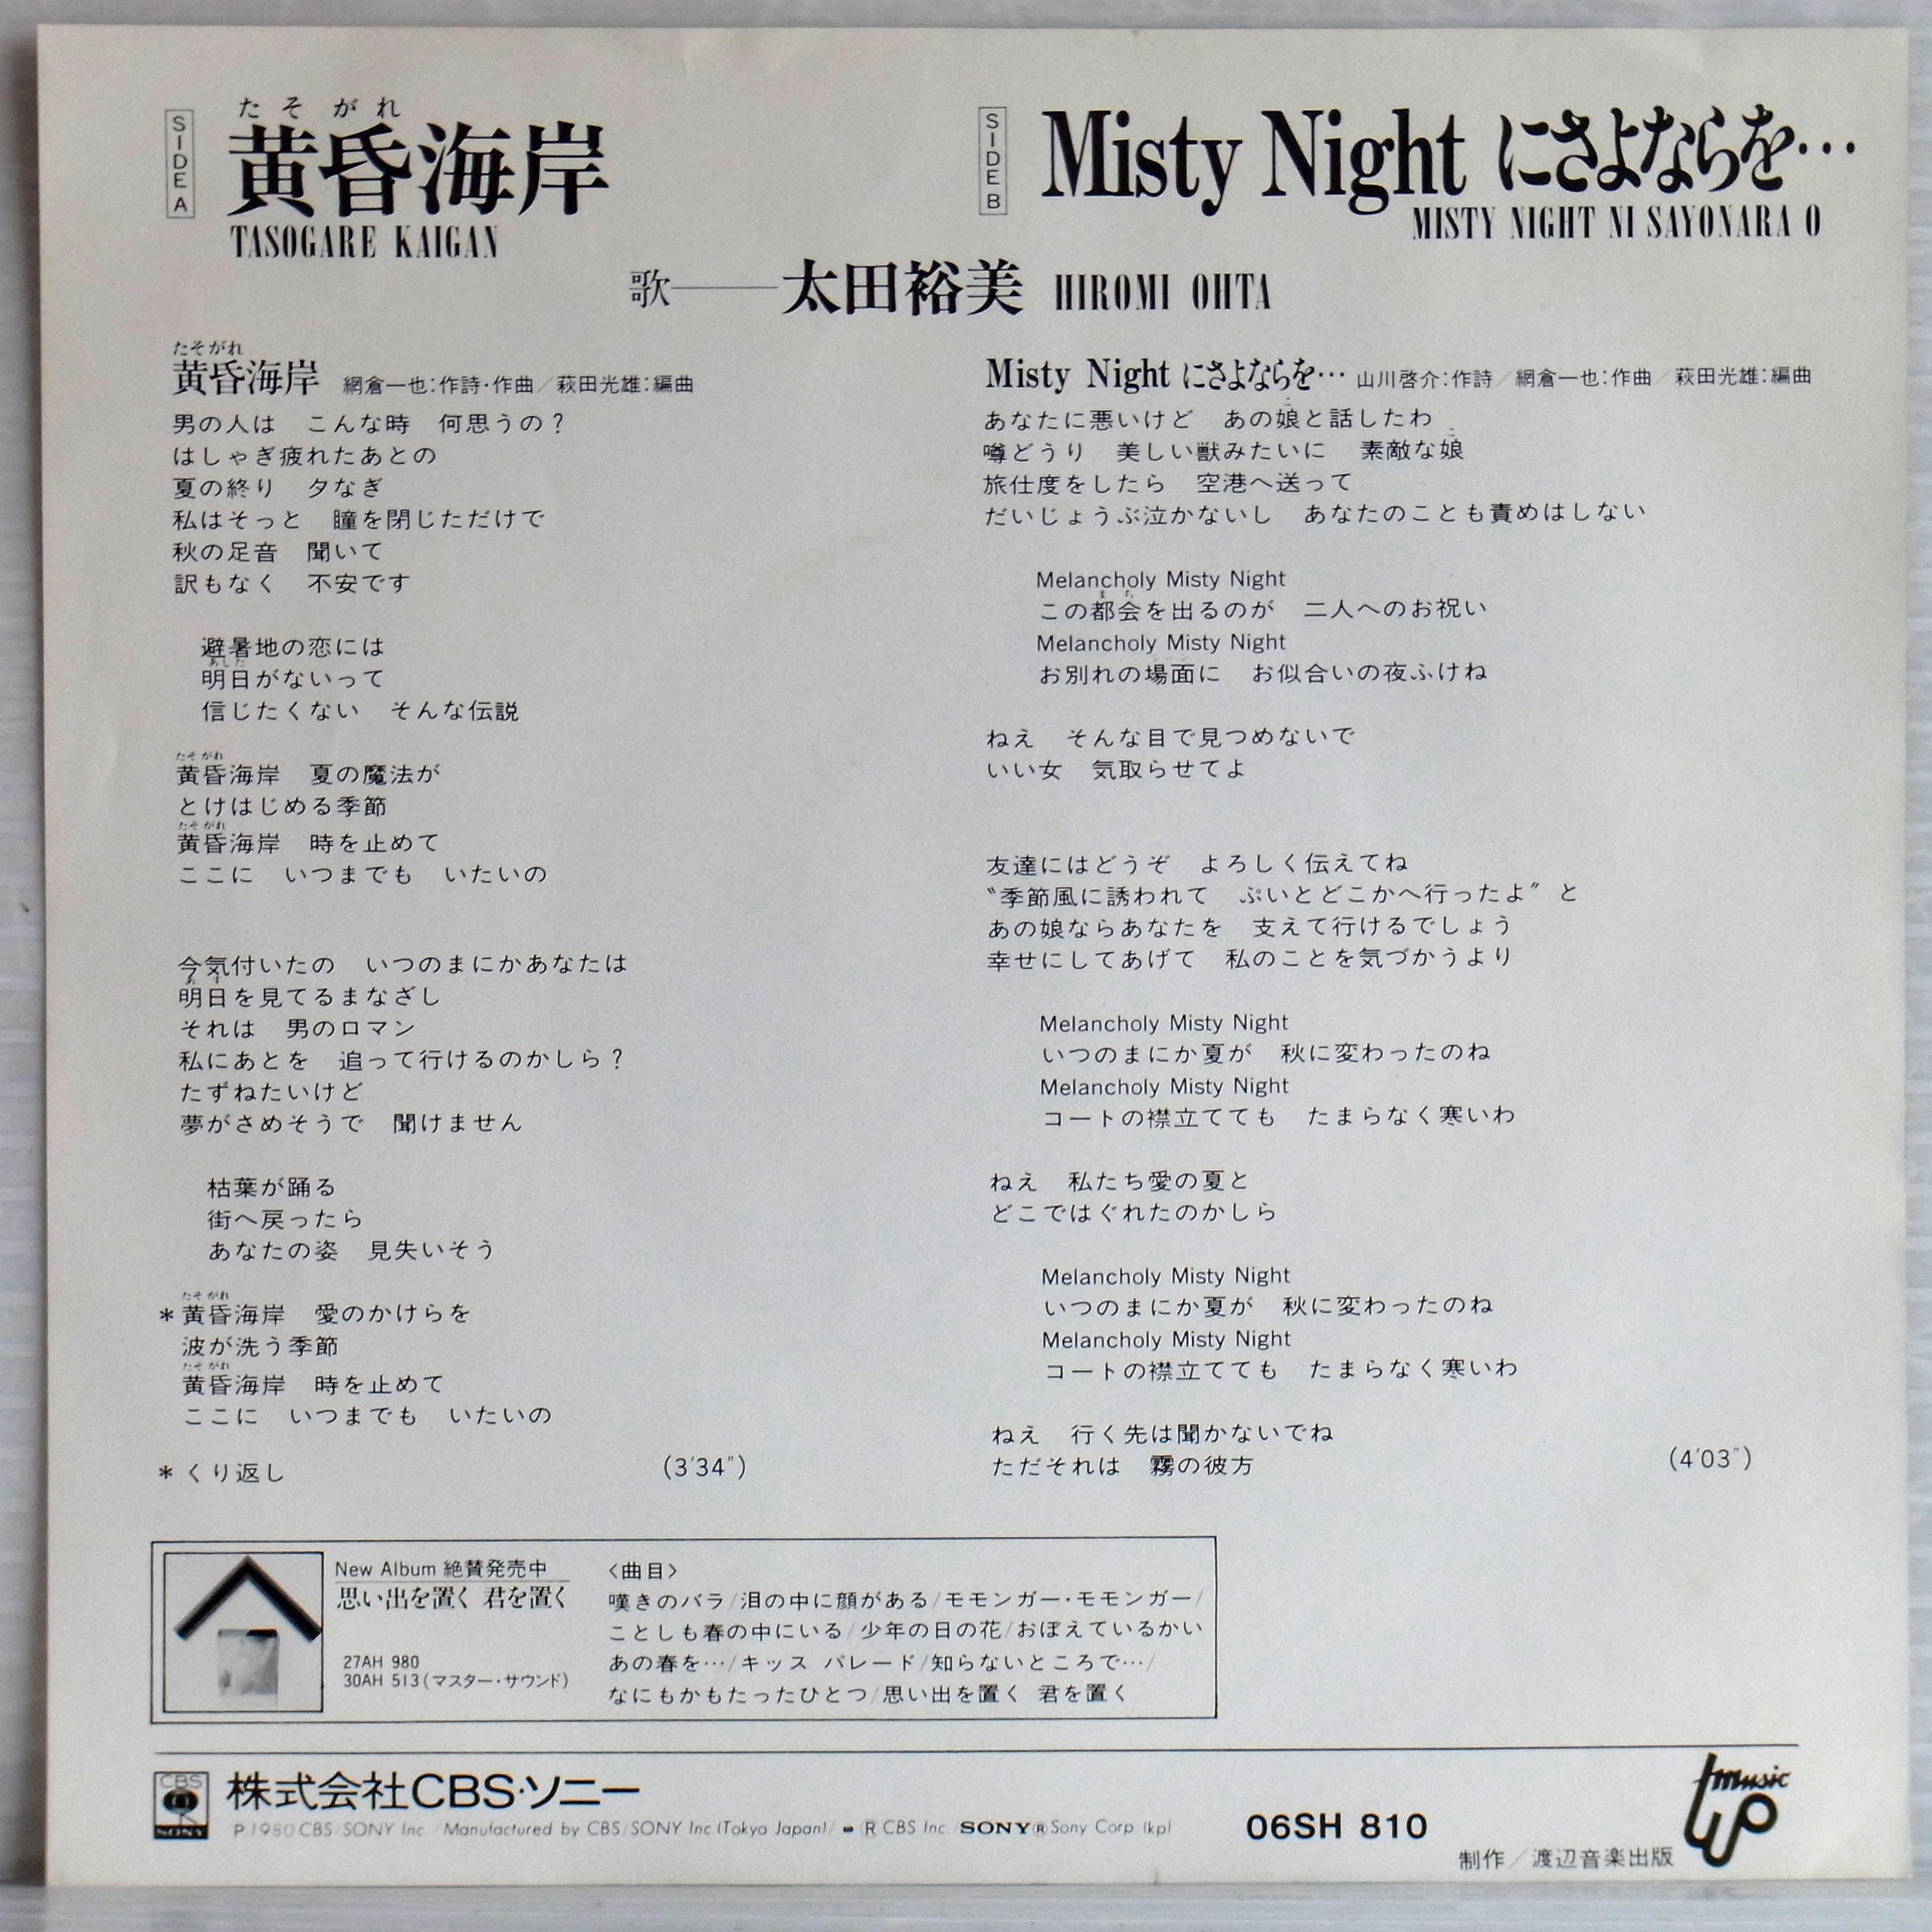 SIDE A
たそがれ
黄昏海岸
TASOGARE KAIGAN
SIDE B
Misty Night にさよならを…
MISTY NIGHT NI SAYONARA O
歌──太田裕美 HIROMI OHTA
たそがれ
黄昏海岸 網倉一也:作詩・作曲/萩田光雄:編曲
男の人は　こんな時　何思うの？
はしゃぎ疲れたあとの
夏の終り　夕なぎ
私はそっと　瞳を閉じただけで
秋の足音　聞いて
訳もなく　不安です
避暑地の恋には
あした
明日がないって
信じたくない　そんな伝説
たそがれ
黄昏海岸　夏の魔法が
とけはじめる季節
たそがれ
黄昏海岸　時を止めて
ここに　いつまでも　いたいの
今気付いたの　いつのまにかあなたは
あす
明日を見てるまなざし
それは　男のロマン
私にあとを　追って行けるのかしら？
たずねたいけど
夢がさめそうで　聞けません
枯葉が踊る
街へ戻ったら
あなたの姿　見失いそう
たそがれ
*黄昏海岸　愛のかけらを
波が洗う季節
たそがれ
黄昏海岸　時を止めて
ここに　いつまでも　いたいの
*くり返し
(3′34″)
Misty Night にさよならを… 山川啓介:作詩/網倉一也:作曲/萩田光雄:編曲
こ
あなたに悪いけど　あの娘と話したわ
こ
噂どうり　美しい獣みたいに　素敵な娘
旅仕度をしたら　空港へ送って
だいじょうぶ泣かないし　あなたのことも責めはしない
Melancholy Misty Night
まち
この都会を出るのが　二人へのお祝い
Melancholy Misty Night
お別れの場面に　お似合いの夜ふけね
ねえ　そんな目で見つめないで
いい女　気取らせてよ
友達にはどうぞ　よろしく伝えてね
〝季節風に誘われて　ぷいとどこかへ行ったよ〞と
あの娘ならあなたを　支えて行けるでしょう
幸せにしてあげて　私のことを気づかうより
Melancholy Misty Night
いつのまにか夏が　秋に変わったのね
Melancholy Misty Night
コートの襟立てても　たまらなく寒いわ
ねえ　私たち愛の夏と
どこではぐれたのかしら
Melancholy Misty Night
いつのまにか夏が　秋に変わったのね
Melancholy Misty Night
コートの襟立てても　たまらなく寒いわ
ねえ　行く先は聞かないでね
ただそれは　霧の彼方
(4′03″)
New Album 絶賛発売中
思い出を置く 君を置く
27AH 980
30AH 513(マスター・サウンド)
〈曲目〉
嘆きのバラ/泪の中に顔がある/モモンガー・モモンガー/
ことしも春の中にいる/少年の日の花/おぼえているかい
あの春を…/キッス パレード/知らないところで…/
なにもかもたったひとつ/思い出を置く 君を置く
CBS
SONY
株式会社CBS・ソニー
P.1980 CBS/SONY Inc./Manufactured by CBS/SONY Inc.(Tokyo Japan)/ ® CBS Inc./SONY® Sony Corp. (kp)
06SH 810
music up
制作/渡辺音楽出版